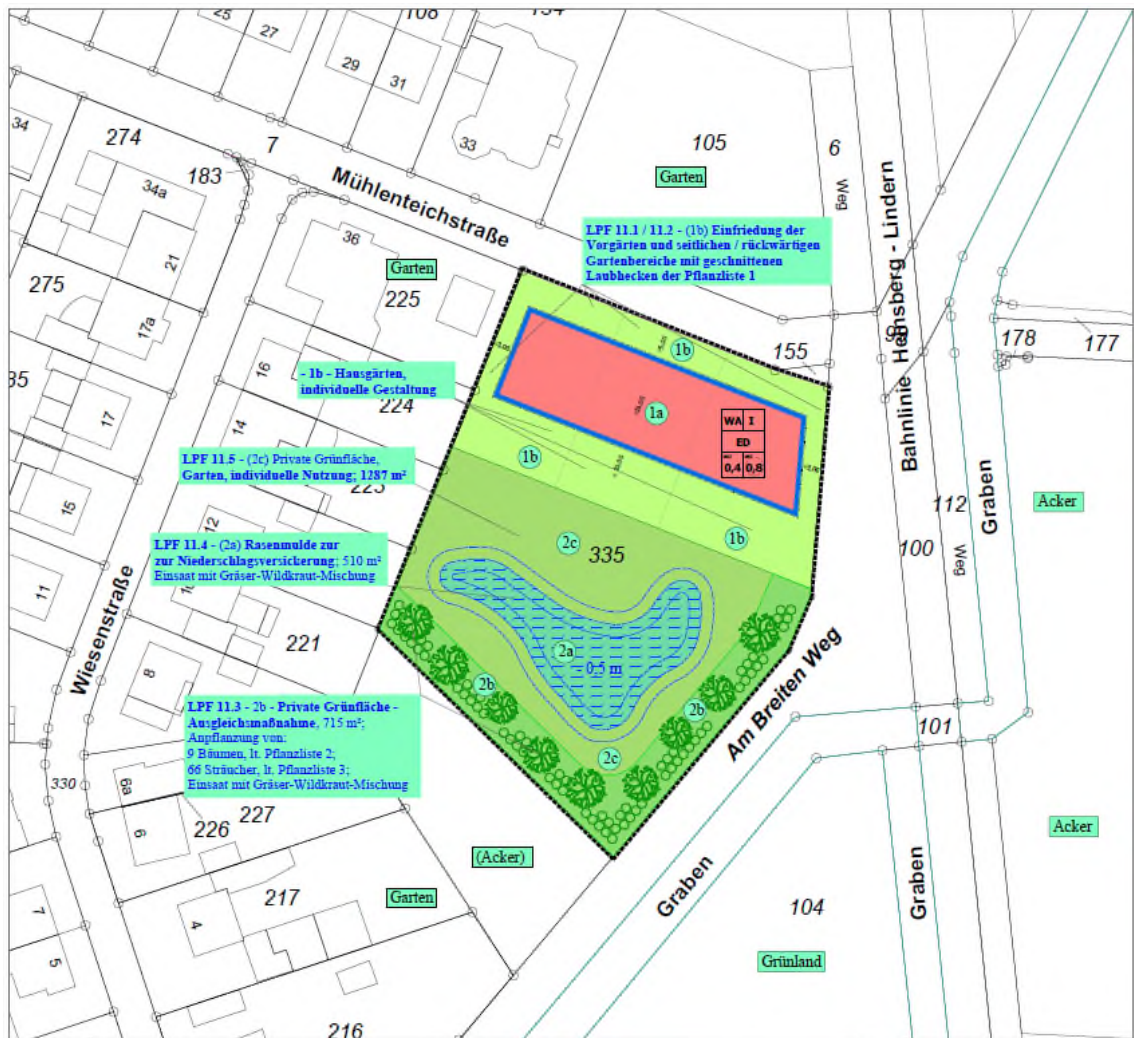 25
27
108
29
31
33
34
274
7
183
34a
Mühlenteichstraße
105
Garten
6
Weg
Bahnlinie Heinsberg - Lindern
36
Garten
225
21
275
17a
LPF 11.1 / 11.2 - (1b) Einfriedung der
Vorgärten und seitlichen / rückwärtigen
Gartenbereiche mit geschnittenen
Laubhecken der Pflanzliste 1
155
178
177
16
- 1b - Hausgärten,
individuelle Gestaltung
224
1b
1a
WA I
ED
0,4 0,8
17
14
LPF 11.5 - (2c) Private Grünfläche,
Garten, individuelle Nutzung; 1287 m²
223
1b
1b
15
12
LPF 11.4 - (2a) Rasenmulde zur
zur Niederschlagsversickerung; 510 m²
Einsaat mit Gräser-Wildkraut-Mischung
2c
335
112
Graben
Acker
100
Weg
11
Wiesenstraße
221
2a
- 0,5 m
8
LPF 11.3 - 2b - Private Grünfläche -
Ausgleichsmaßnahme, 715 m²;
Anpflanzung von:
9 Bäumen, lt. Pflanzliste 2;
66 Sträucher, lt. Pflanzliste 3;
Einsaat mit Gräser-Wildkraut-Mischung
2b
2b
Am Breiten Weg
2c
101
330
6a
6
226
227
Acker
(Acker)
Graben
Graben
Garten
217
4
7
5
104
Grünland
216